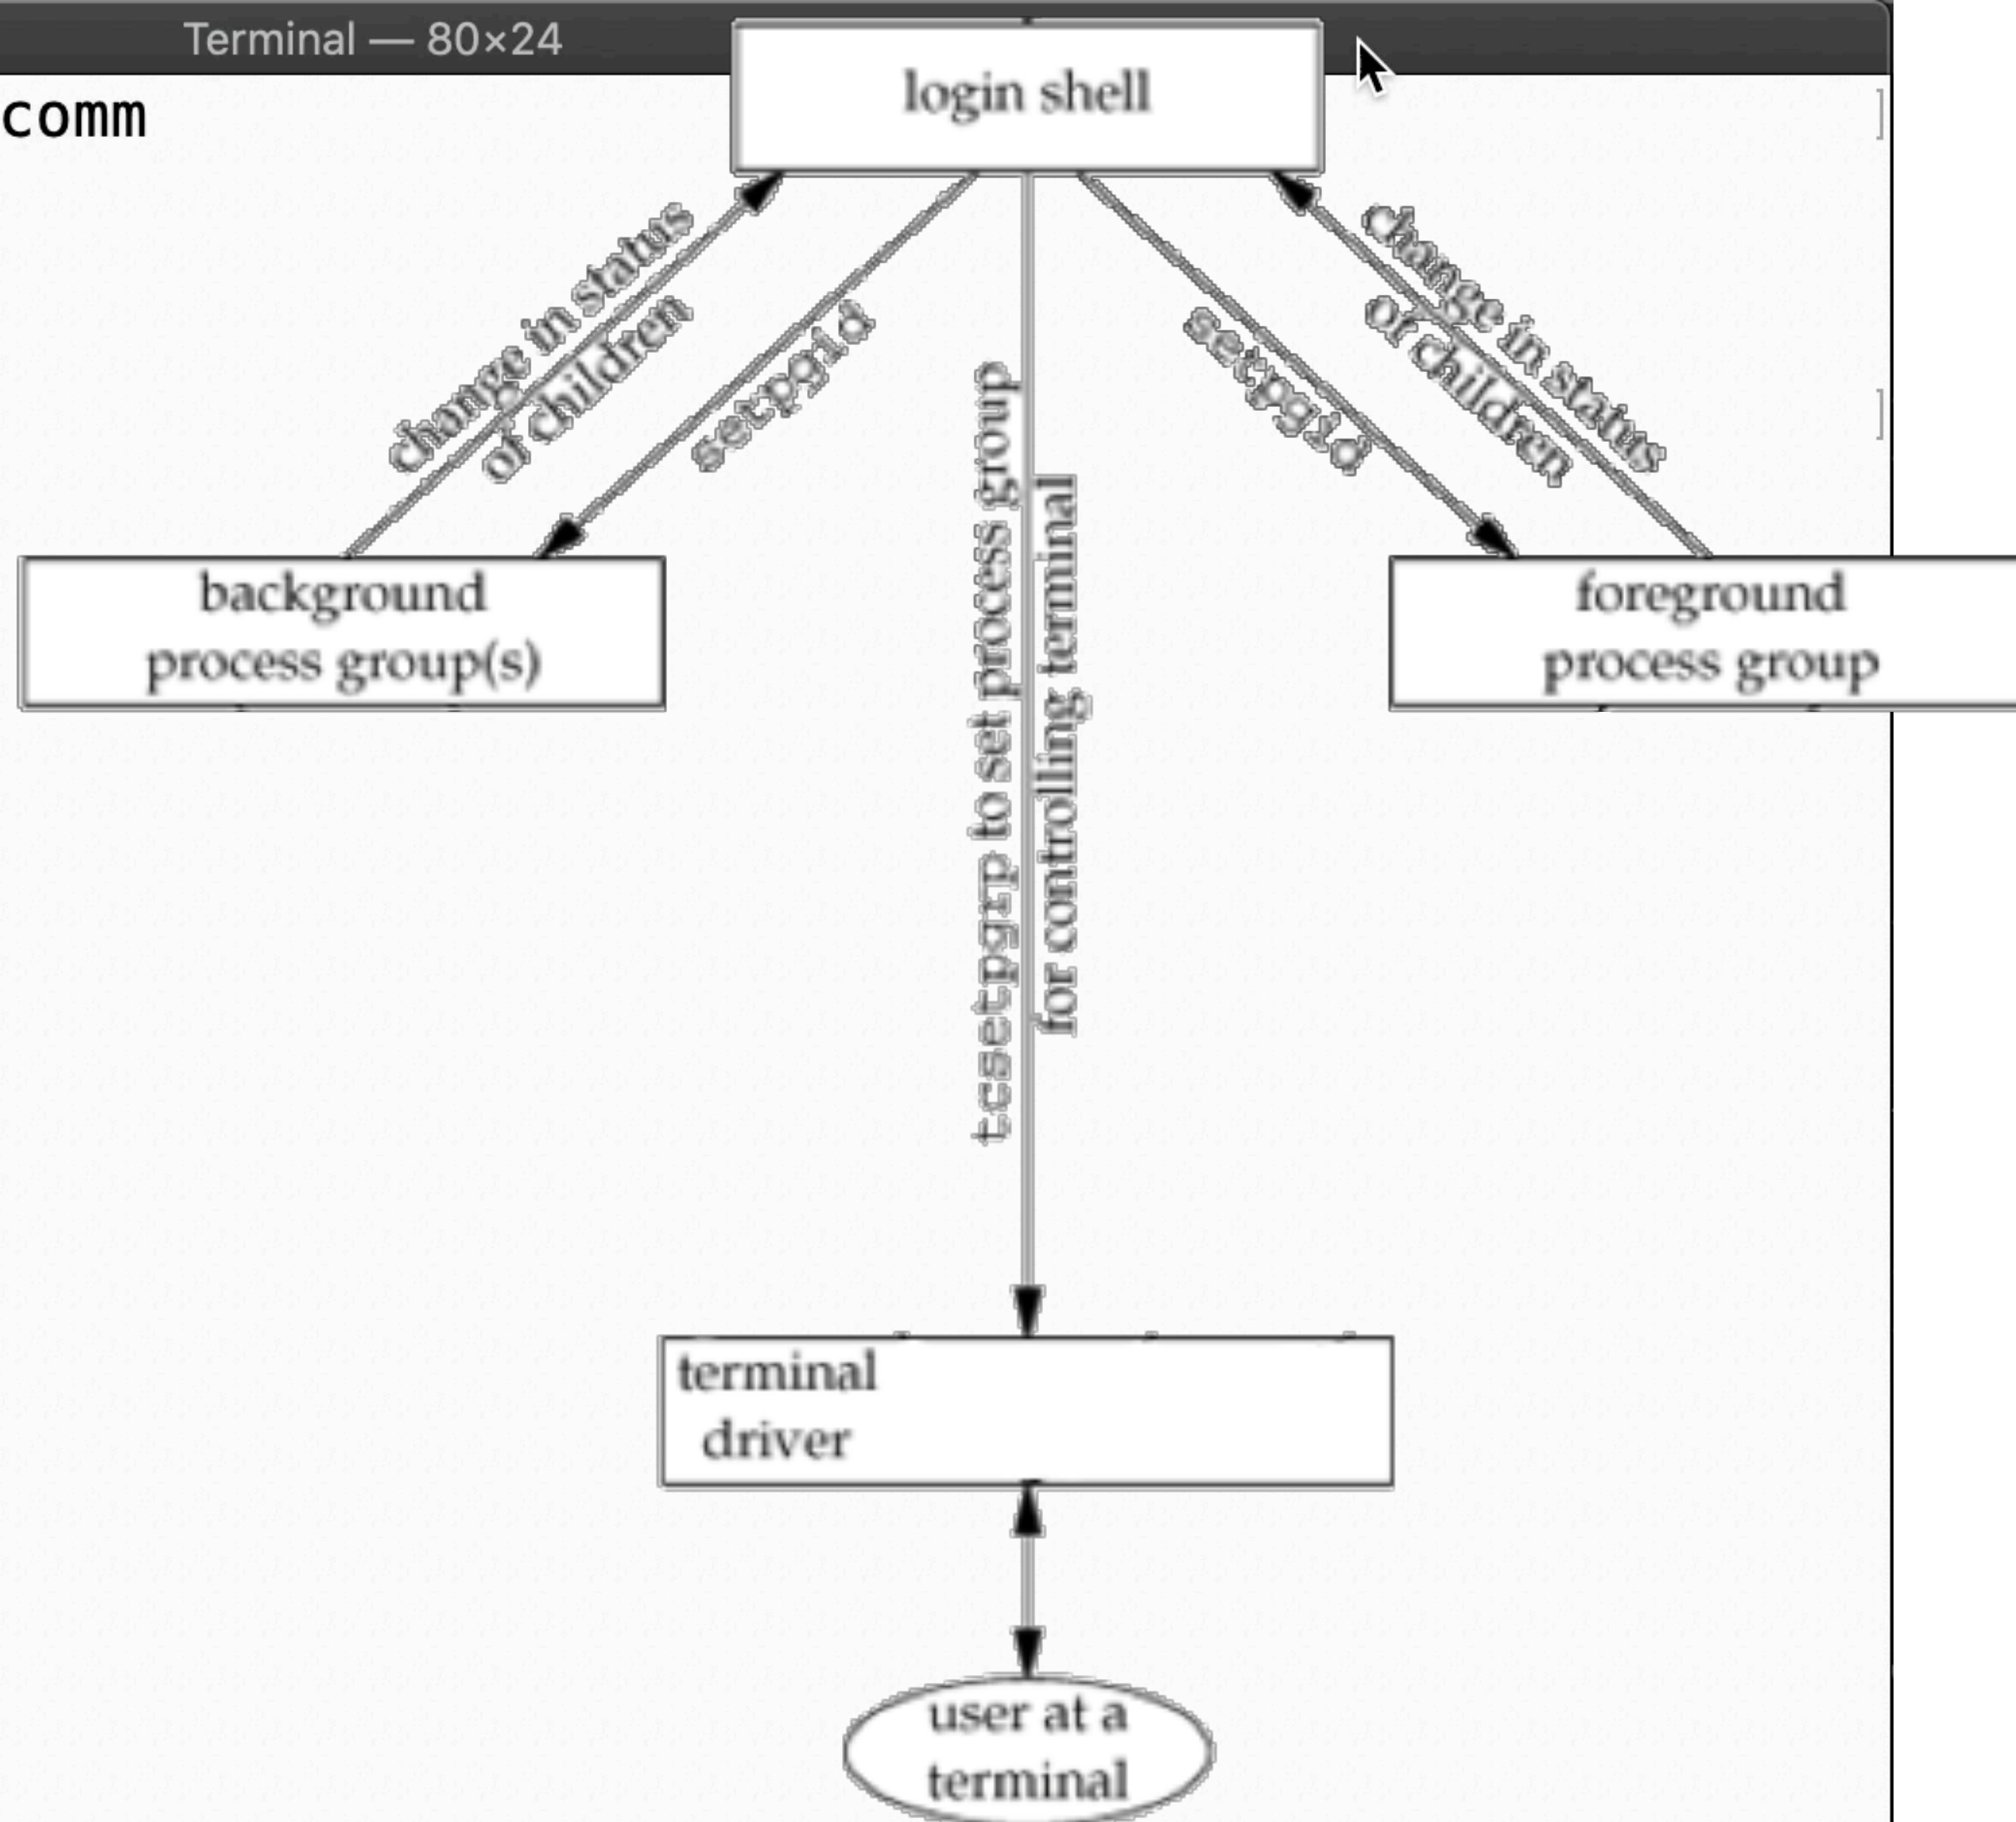 Terminal — 80×24
login shell
comm
]
change in status
of children
setpgid
setpgid
change in status
of children
]
tcsetpgrp to set process group
for controlling terminal
background
process group(s)
foreground
process group
terminal
driver
user at a
terminal